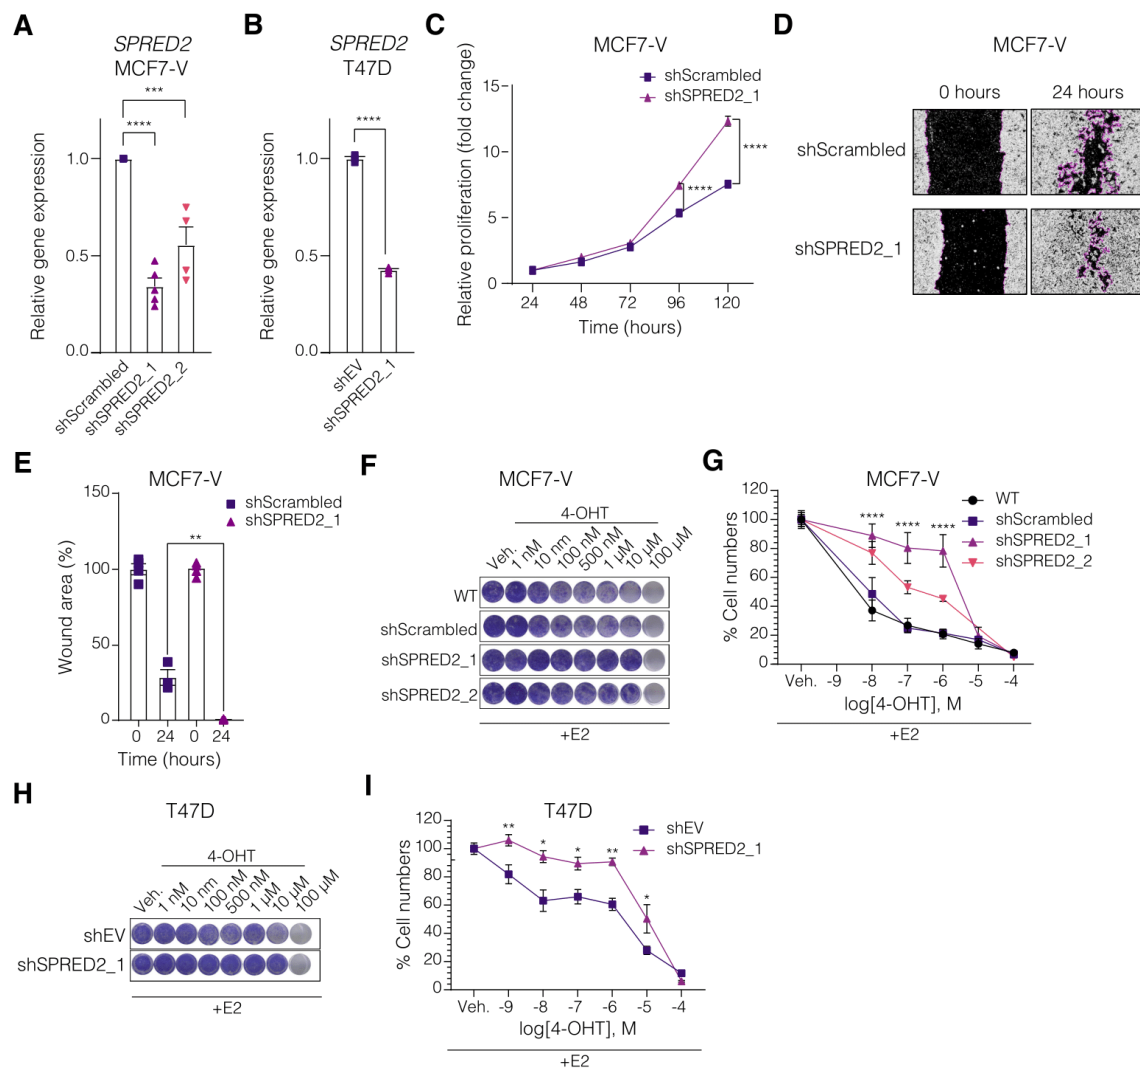 A
SPRED2
MCF7-V
***
****
Relative gene expression
1.0
0.5
0.0
shScrambled
shSPRED2_1
shSPRED2_2
B
SPRED2
T47D
****
Relative gene expression
1.0
0.5
0.0
shEV
shSPRED2_1
C
MCF7-V
shScrambled
shSPRED2_1
Relative proliferation (fold change)
15
10
5
0
****
****
24 48 72 96 120
Time (hours)
D
MCF7-V
0 hours 24 hours
shScrambled
shSPRED2_1
E
MCF7-V
shScrambled
shSPRED2_1
Wound area (%)
150
100
50
0
**
0 24 0 24
Time (hours)
F
MCF7-V
4-OHT
Veh. 1 nM 10 nm 100 nM 500 nM 1 µM 10 µM 100 µM
WT
shScrambled
shSPRED2_1
shSPRED2_2
+E2
G
MCF7-V
WT
shScrambled
shSPRED2_1
shSPRED2_2
% Cell numbers
120
100
80
60
40
20
0
**** **** ****
Veh. -9 -8 -7 -6 -5 -4
log[4-OHT], M
+E2
H
T47D
4-OHT
Veh. 1 nM 10 nm 100 nM 500 nM 1 µM 10 µM 100 µM
shEV
shSPRED2_1
+E2
I
T47D
shEV
shSPRED2_1
% Cell numbers
120
100
80
60
40
20
0
** * * ** *
Veh. -9 -8 -7 -6 -5 -4
log[4-OHT], M
+E2